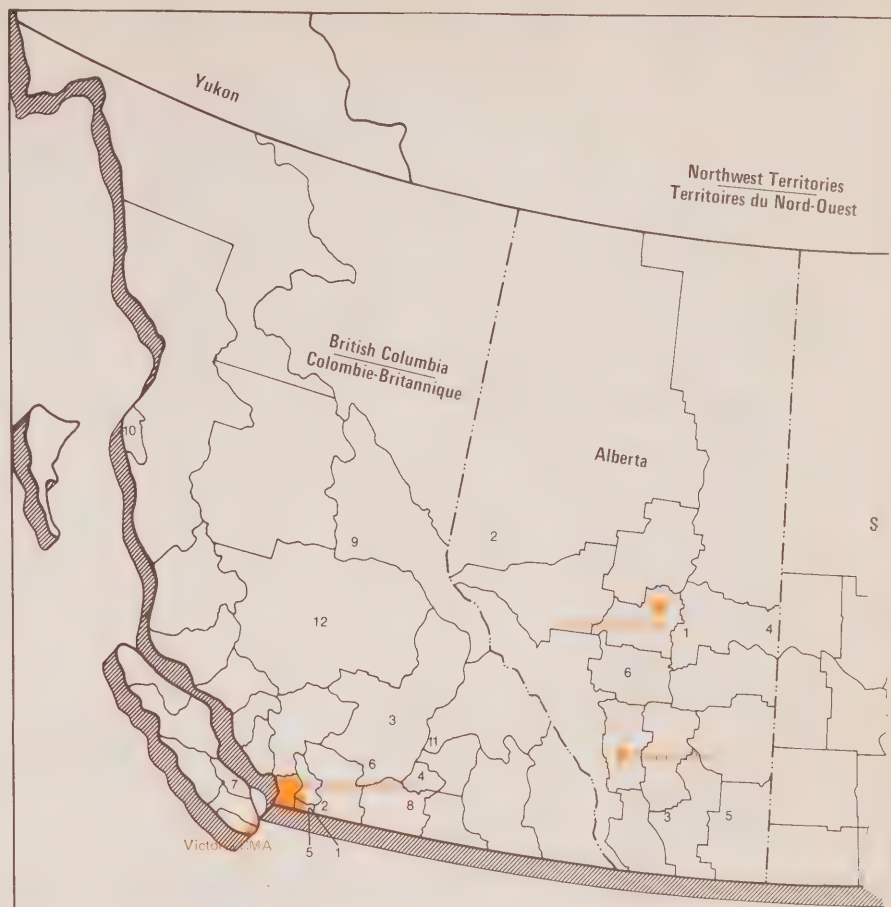 Yukon
Northwest Territories
Territoires du Nord-Ouest
British Columbia
Colombie-Britannique
10
Alberta
S
9
2
12
1
4
6
3
11
6
4
7
2
8
3
5
Victoria CMA
5
1